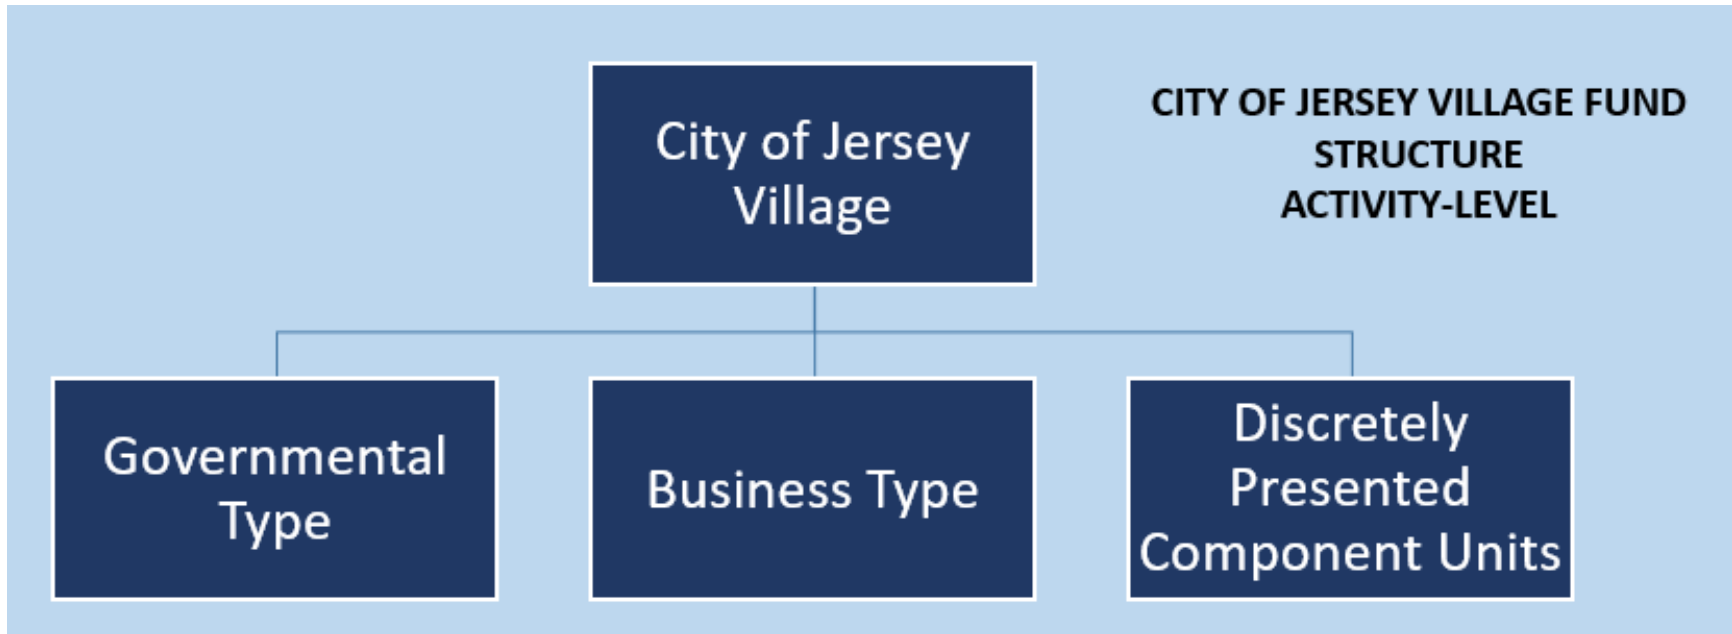 City of Jersey
Village
CITY OF JERSEY VILLAGE FUND
STRUCTURE
ACTIVITY-LEVEL
Governmental
Type
Business Type
Discretely
Presented
Component Units